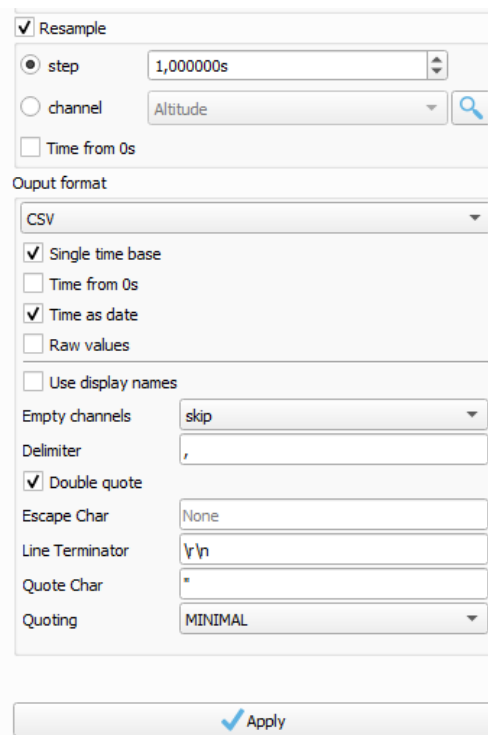 Resample
step 1,000000s
channel Altitude
Time from 0s
Ouput format
CSV
Single time base
Time from 0s
Time as date
Raw values
Use display names
Empty channels skip
Delimiter ,
Double quote
Escape Char None
Line Terminator \r\n
Quote Char "
Quoting MINIMAL
Apply